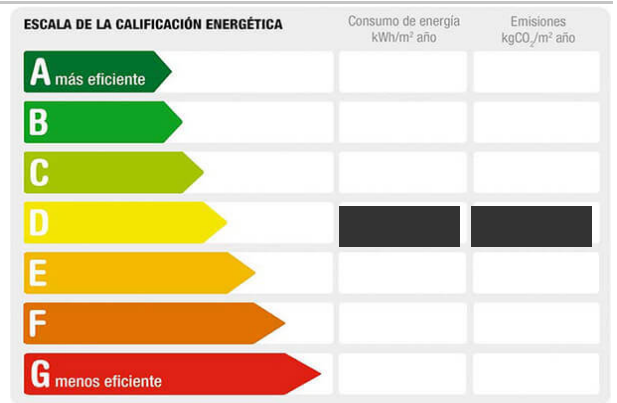 ESCALA DE LA CALIFICACIÓN ENERGÉTICA
Consumo de energía
kWh/m² año
Emisiones
kgCO₂/m² año
A más eficiente
B
C
D
E
F
G menos eficiente